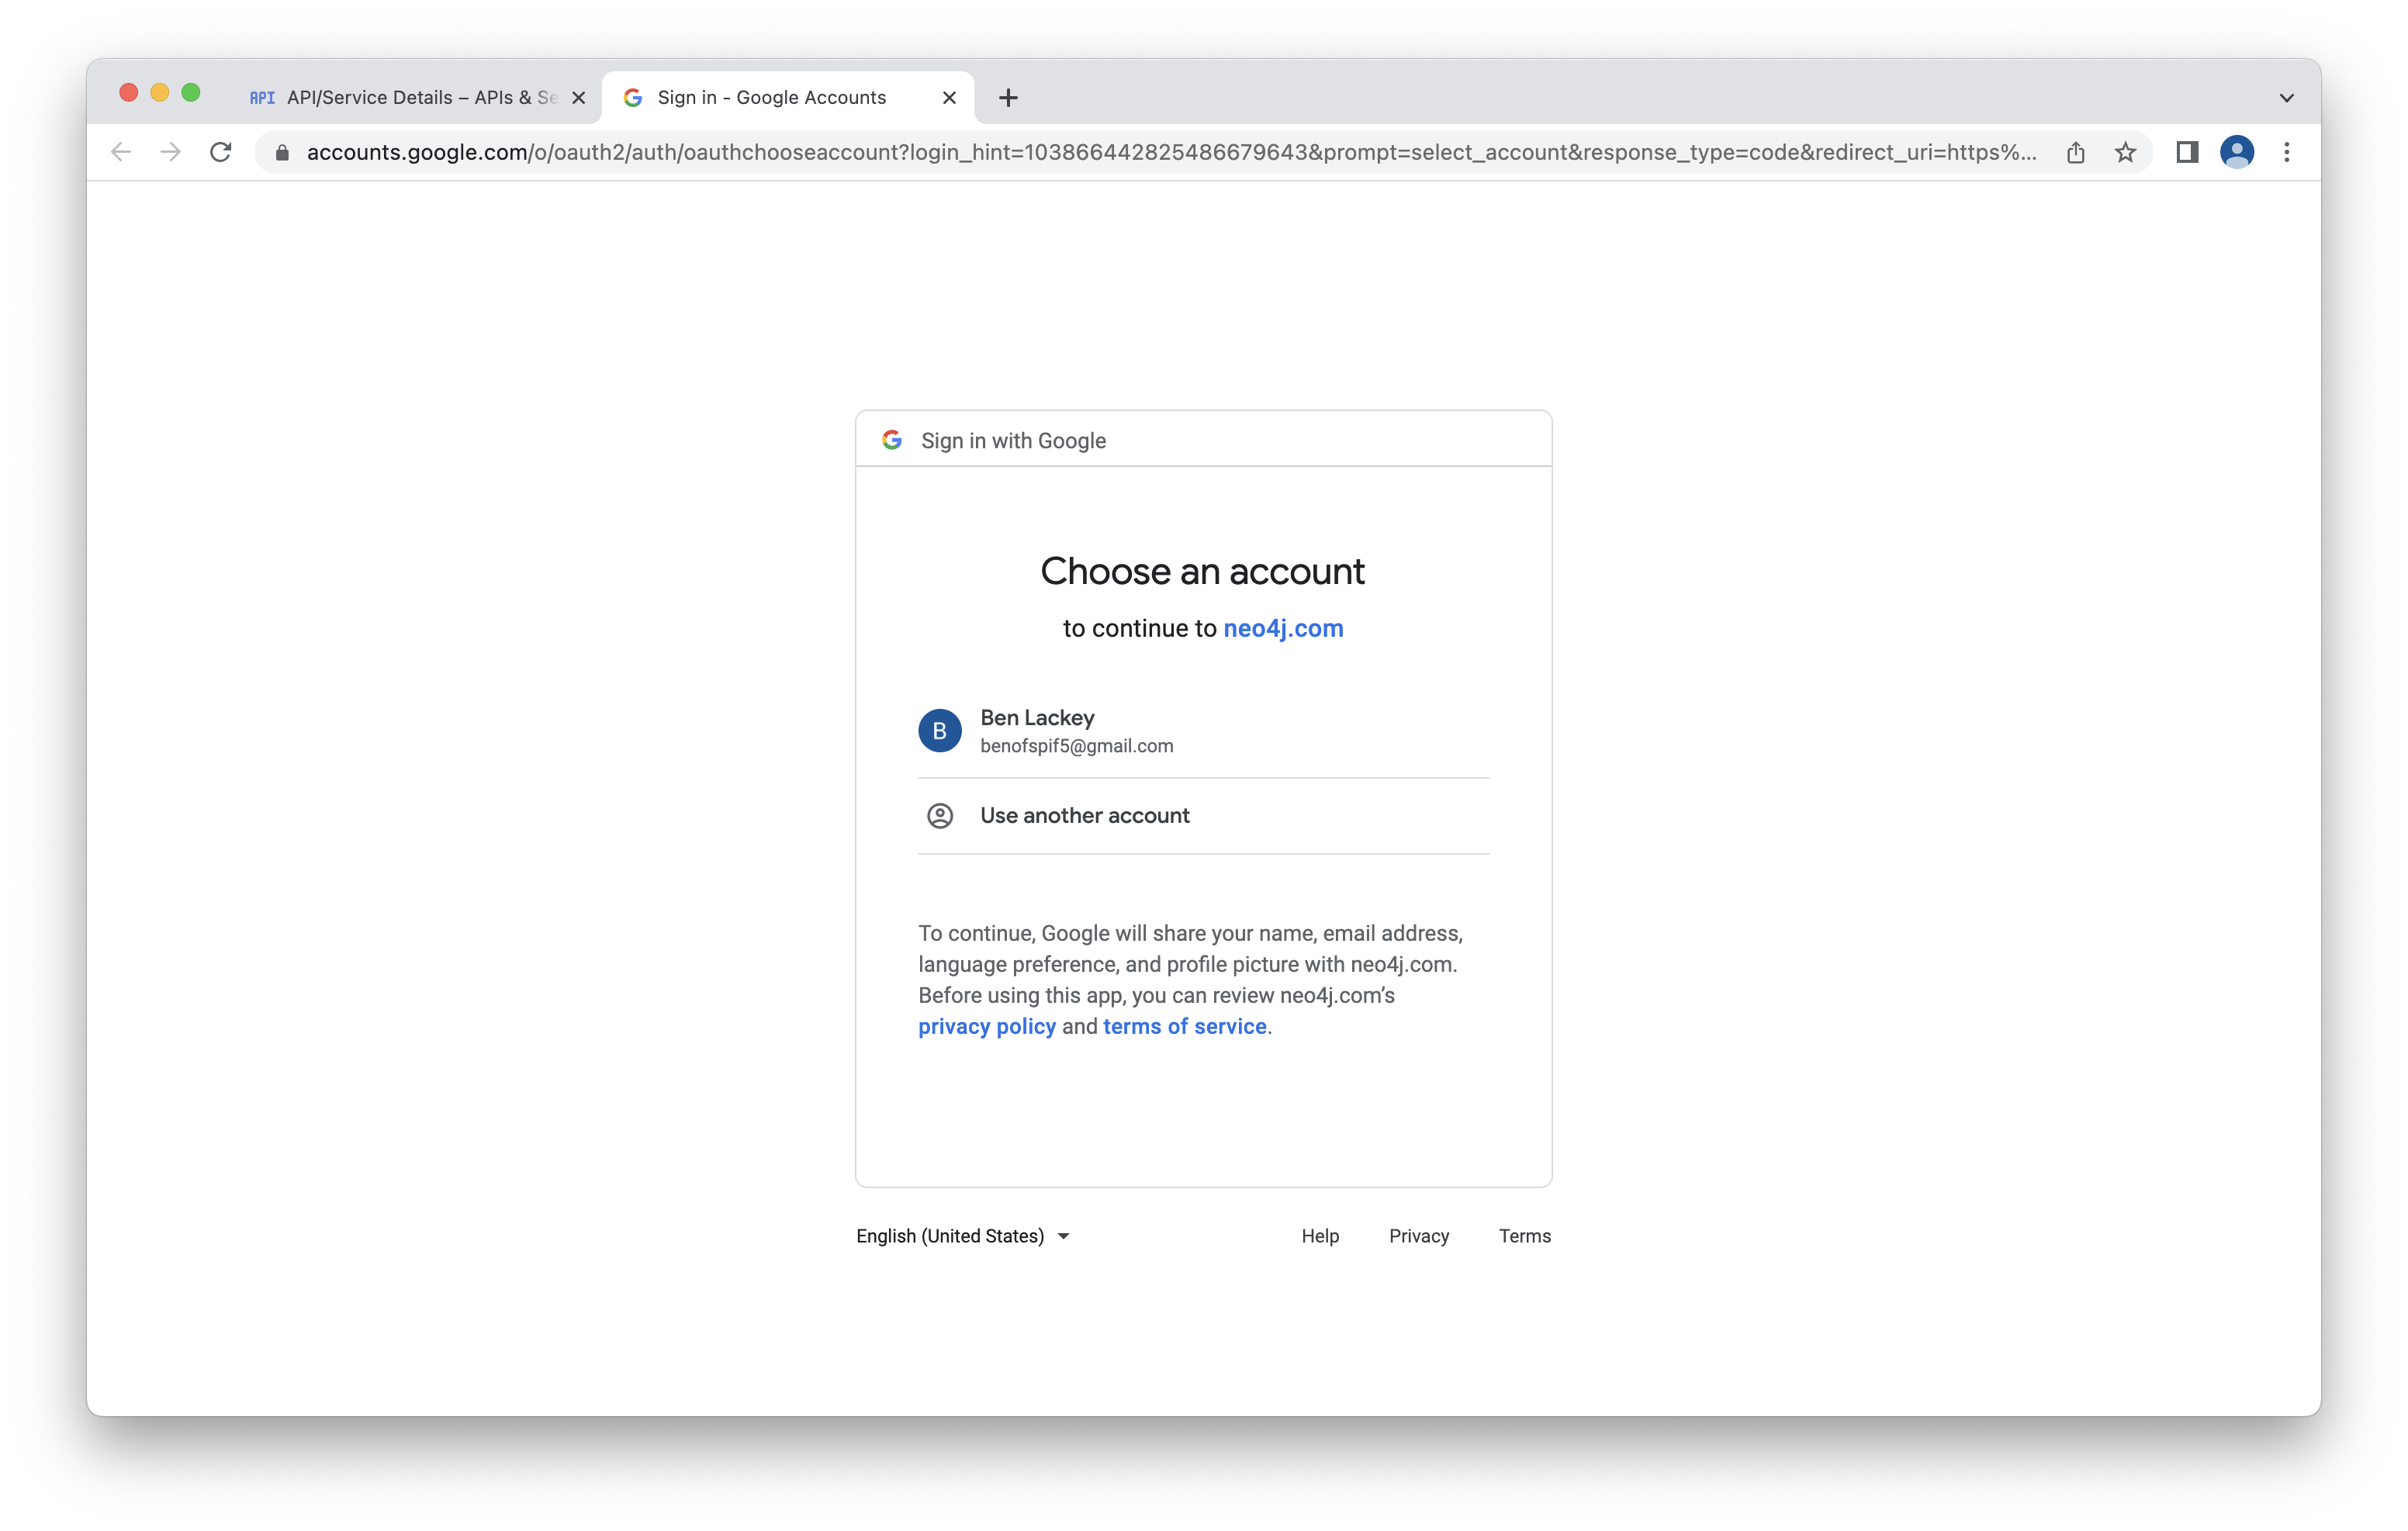 API API/Service Details – APIs & Se
Sign in - Google Accounts
accounts.google.com/o/oauth2/auth/oauthchooseaccount?login_hint=103866442825486679643&prompt=select_account&response_type=code&redirect_uri=https%...
Sign in with Google
Choose an account
to continue to neo4j.com
B
Ben Lackey
benofspif5@gmail.com
Use another account
To continue, Google will share your name, email address,
language preference, and profile picture with neo4j.com.
Before using this app, you can review neo4j.com’s
privacy policy and terms of service.
English (United States)
Help
Privacy
Terms